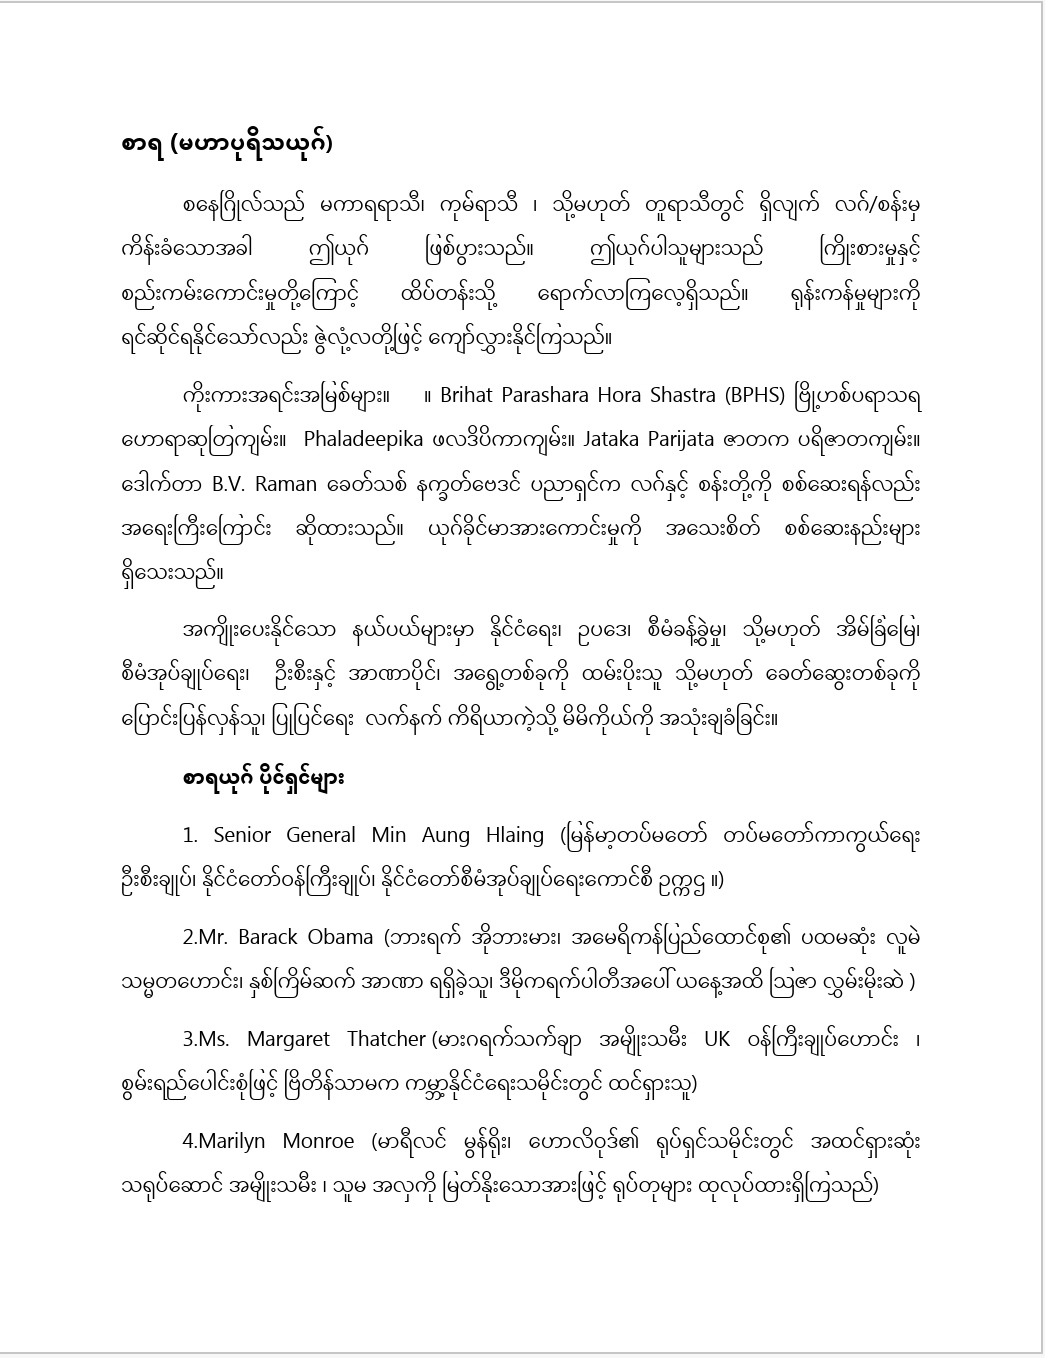 စာရ (မဟာပုရိသယုဂ်)
စနေဂြိုလ်သည် မကာရရာသီ၊ ကုမ်ရာသီ ၊ သို့မဟုတ် တူရာသီတွင် ရှိလျက် လဂ်/စန်းမှ
ကိန်းခံသောအခါ ဤယုဂ် ဖြစ်ပွားသည်။ ဤယုဂ်ပါသူများသည် ကြိုးစားမှုနှင့်
စည်းကမ်းကောင်းမှုတို့ကြောင့် ထိပ်တန်းသို့ ရောက်လာကြလေ့ရှိသည်။ ရုန်းကန်မှုများကို
ရင်ဆိုင်ရနိုင်သော်လည်း ဇွဲလုံ့လတို့ဖြင့် ကျော်လွှားနိုင်ကြသည်။
ကိုးကားအရင်းအမြစ်များ။ ။ Brihat Parashara Hora Shastra (BPHS) ဗြို့ဟစ်ပရာသရ
ဟောရာဆုတြကျမ်း။ Phaladeepika ဖလဒိပိကာကျမ်း။ Jataka Parijata ဇာတက ပရိဇာတကျမ်း။
ဒေါက်တာ B.V. Raman ခေတ်သစ် နက္ခတ်ဗေဒင် ပညာရှင်က လဂ်နှင့် စန်းတို့ကို စစ်ဆေးရန်လည်း
အရေးကြီးကြောင်း ဆိုထားသည်။ ယုဂ်ခိုင်မာအားကောင်းမှုကို အသေးစိတ် စစ်ဆေးနည်းများ
ရှိသေးသည်။
အကျိုးပေးနိုင်သော နယ်ပယ်များမှာ နိုင်ငံရေး၊ ဥပဒေ၊ စီမံခန့်ခွဲမှု၊ သို့မဟုတ် အိမ်ခြံမြေ၊
စီမံအုပ်ချုပ်ရေး၊ ဦးစီးနှင့် အာဏာပိုင်၊ အရွေ့တစ်ခုကို ထမ်းပိုးသူ သို့မဟုတ် ခေတ်ဆွေးတစ်ခုကို
ပြောင်းပြန်လှန်သူ၊ ပြုပြင်ရေး လက်နက် ကိရိယာကဲ့သို့ မိမိကိုယ်ကို အသုံးချခံခြင်း။
စာရယုဂ် ပိုင်ရှင်များ
1. Senior General Min Aung Hlaing (မြန်မာ့တပ်မတော် တပ်မတော်ကာကွယ်ရေး
ဦးစီးချုပ်၊ နိုင်ငံတော်ဝန်ကြီးချုပ်၊ နိုင်ငံတော်စီမံအုပ်ချုပ်ရေးကောင်စီ ဥက္ကဌ ။)
2.Mr. Barack Obama (ဘားရက် အိုဘားမား၊ အမေရိကန်ပြည်ထောင်စု၏ ပထမဆုံး လူမဲ
သမ္မတဟောင်း၊ နှစ်ကြိမ်ဆက် အာဏာ ရရှိခဲ့သူ၊ ဒီမိုကရက်ပါတီအပေါ် ယနေ့အထိ သြဇာ လွှမ်းမိုးဆဲ )
3.Ms. Margaret Thatcher (မားဂရက်သက်ချာ အမျိုးသမီး UK ဝန်ကြီးချုပ်ဟောင်း ၊
စွမ်းရည်ပေါင်းစုံဖြင့် ဗြိတိန်သာမက ကမ္ဘာ့နိုင်ငံရေးသမိုင်းတွင် ထင်ရှားသူ)
4.Marilyn Monroe (မာရီလင် မွန်ရိုး၊ ဟောလိဝုဒ်၏ ရုပ်ရှင်သမိုင်းတွင် အထင်ရှားဆုံး
သရုပ်ဆောင် အမျိုးသမီး ၊ သူမ အလှကို မြတ်နိုးသောအားဖြင့် ရုပ်တုများ ထုလုပ်ထားရှိကြသည်)